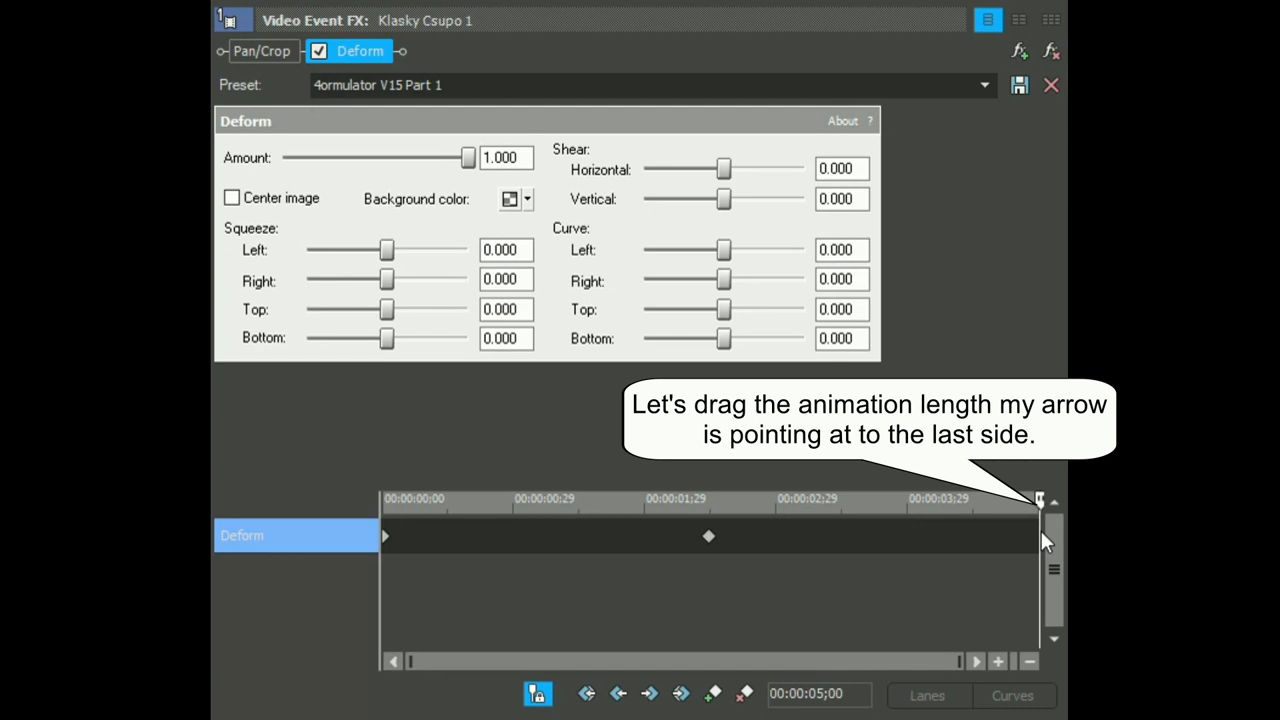 1
Video Event FX: Klasky Csupo 1
Pan/Crop Deform
Preset: 4ormulator V15 Part 1
Deform About ?
Amount: 1.000
Shear:
Horizontal: 0.000
Center image Background color:
Vertical: 0.000
Squeeze: Curve:
Left: 0.000 Left: 0.000
Right: 0.000 Right: 0.000
Top: 0.000 Top: 0.000
Bottom: 0.000 Bottom: 0.000
Let's drag the animation length my arrow
is pointing at to the last side.
00:00:00;00 00:00:00;29 00:00:01;29 00:00:02;29 00:00:03;29
Deform
00:00:05;00 Lanes Curves